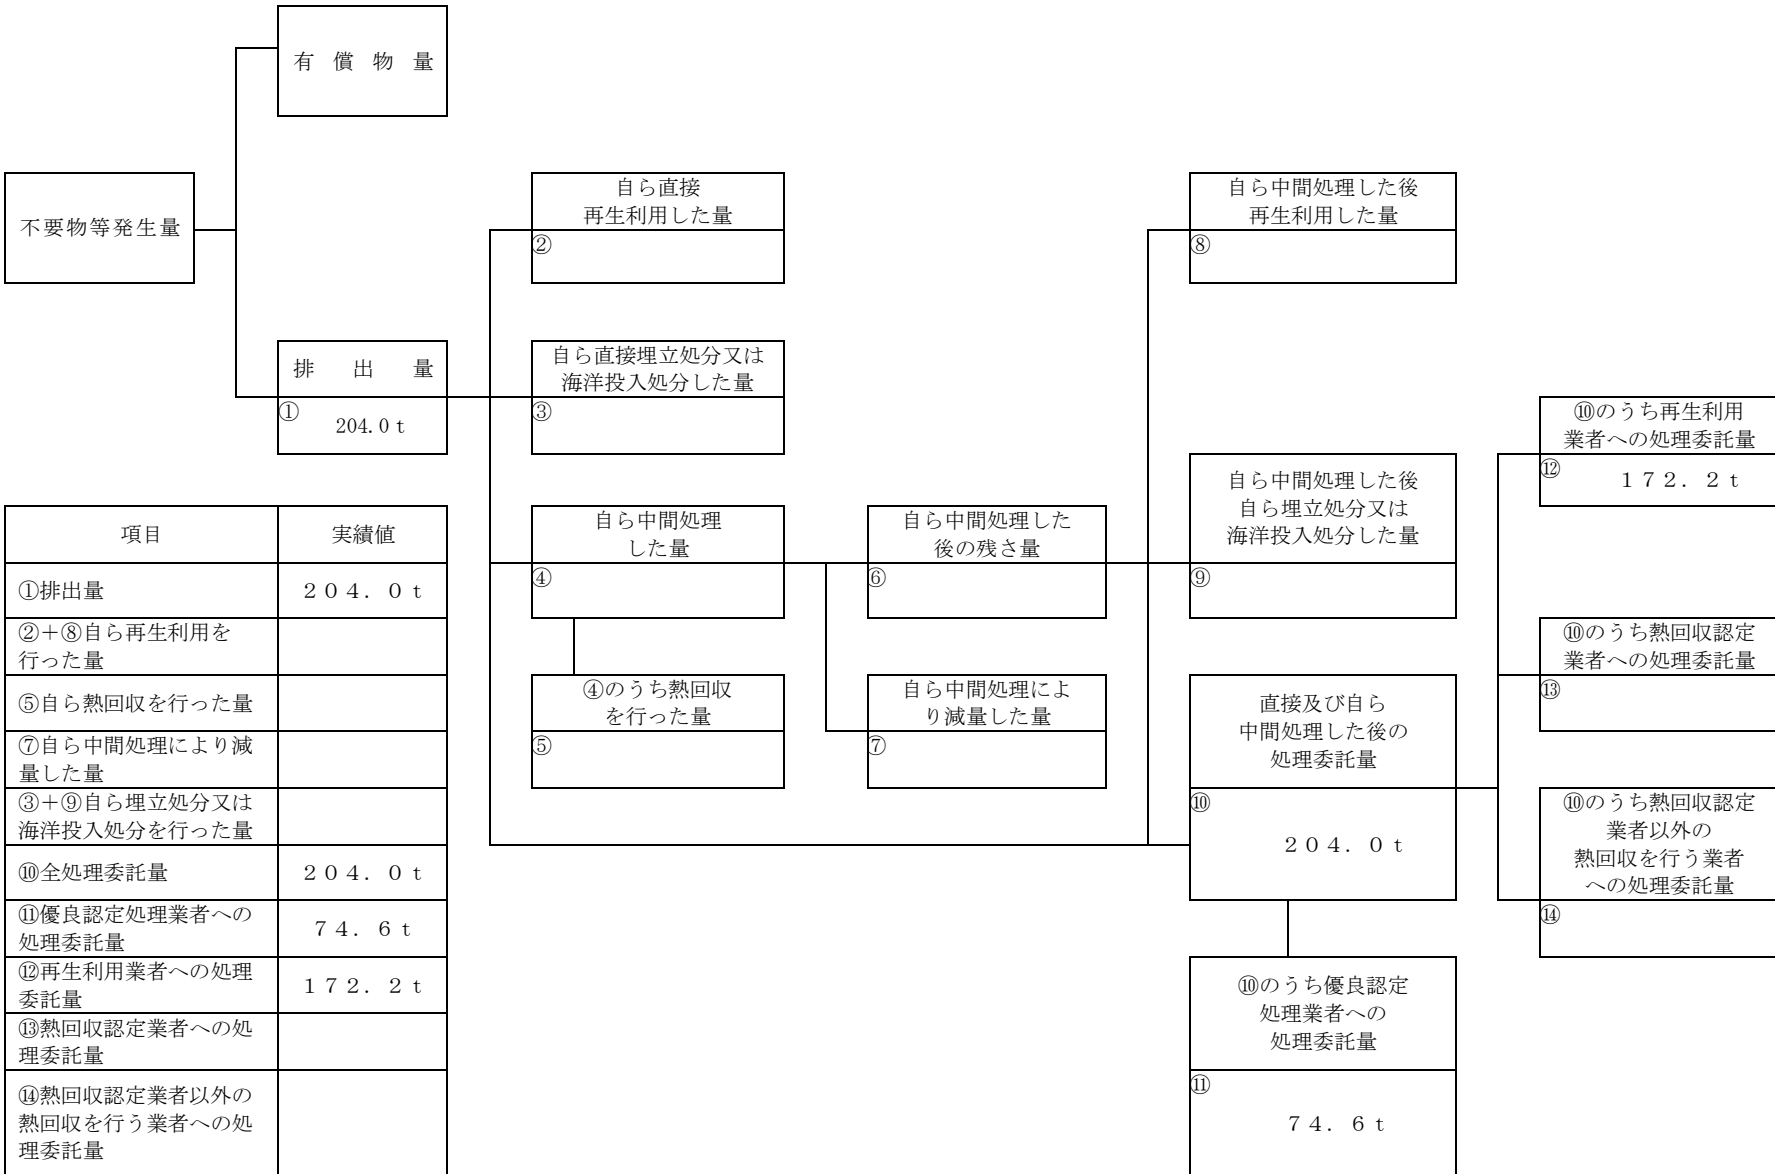 有償物量
不要物等発生量
排出量
①
204.0 t
自ら直接
再生利用した量
②
自ら直接埋立処分又は
海洋投入処分した量
③
自ら中間処理
した量
④
④のうち熱回収
を行った量
⑤
自ら中間処理した
後の残さ量
⑥
自ら中間処理によ
り減量した量
⑦
自ら中間処理した後
再生利用した量
⑧
自ら中間処理した後
自ら埋立処分又は
海洋投入処分した量
⑨
直接及び自ら
中間処理した後の
処理委託量
⑩
204.0t
⑩のうち優良認定
処理業者への
処理委託量
⑪
74.6t
⑩のうち再生利用
業者への処理委託量
⑫
172.2t
⑩のうち熱回収認定
業者への処理委託量
⑬
⑩のうち熱回収認定
業者以外の
熱回収を行う業者
への処理委託量
⑭
項目 実績値
①排出量 204.0t
②+⑧自ら再生利用を
行った量
⑤自ら熱回収を行った量
⑦自ら中間処理により減
量した量
③+⑨自ら埋立処分又は
海洋投入処分を行った量
⑩全処理委託量 204.0t
⑪優良認定処理業者への
処理委託量 74.6t
⑫再生利用業者への処理
委託量 172.2t
⑬熱回収認定業者への処
理委託量
⑭熱回収認定業者以外の
熱回収を行う業者への処
理委託量